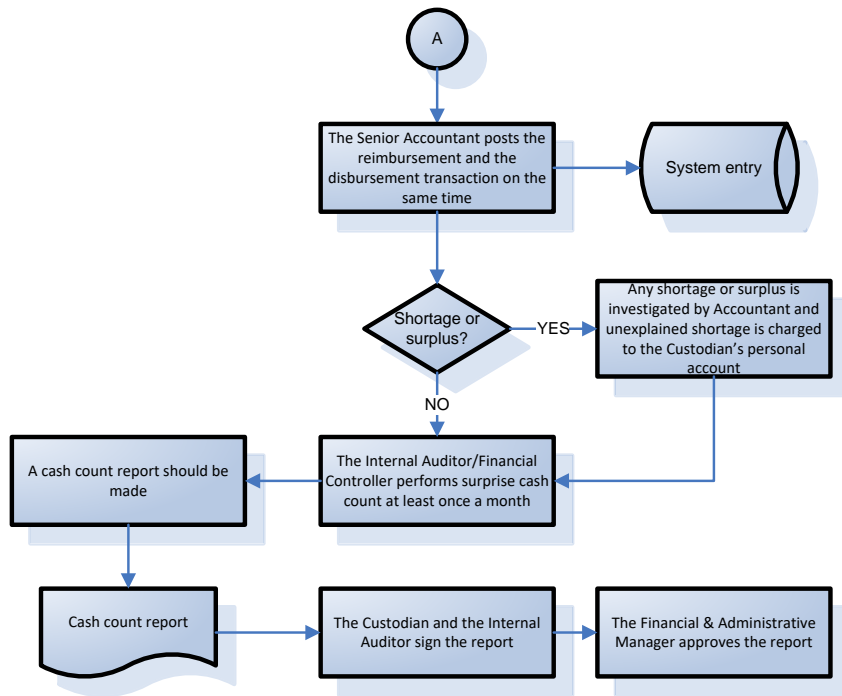 A
The Senior Accountant posts the
reimbursement and the
disbursement transaction on the
same time
System entry
Shortage or
surplus?
YES
Any shortage or surplus is
investigated by Accountant and
unexplained shortage is charged
to the Custodian's personal
account
NO
A cash count report should be
made
The Internal Auditor/Financial
Controller performs surprise cash
count at least once a month
Cash count report
The Custodian and the Internal
Auditor sign the report
The Financial & Administrative
Manager approves the report